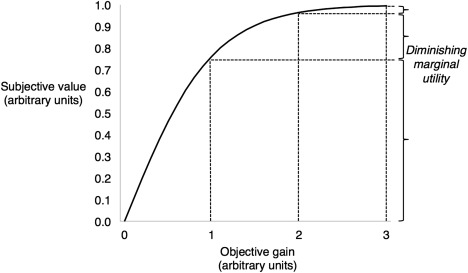 1.0
0.9
0.8
0.7
0.6
0.5
0.4
0.3
0.2
0.1
0.0
Subjective value
(arbitrary units)
Diminishing
marginal
utility
0 1 2 3
Objective gain
(arbitrary units)